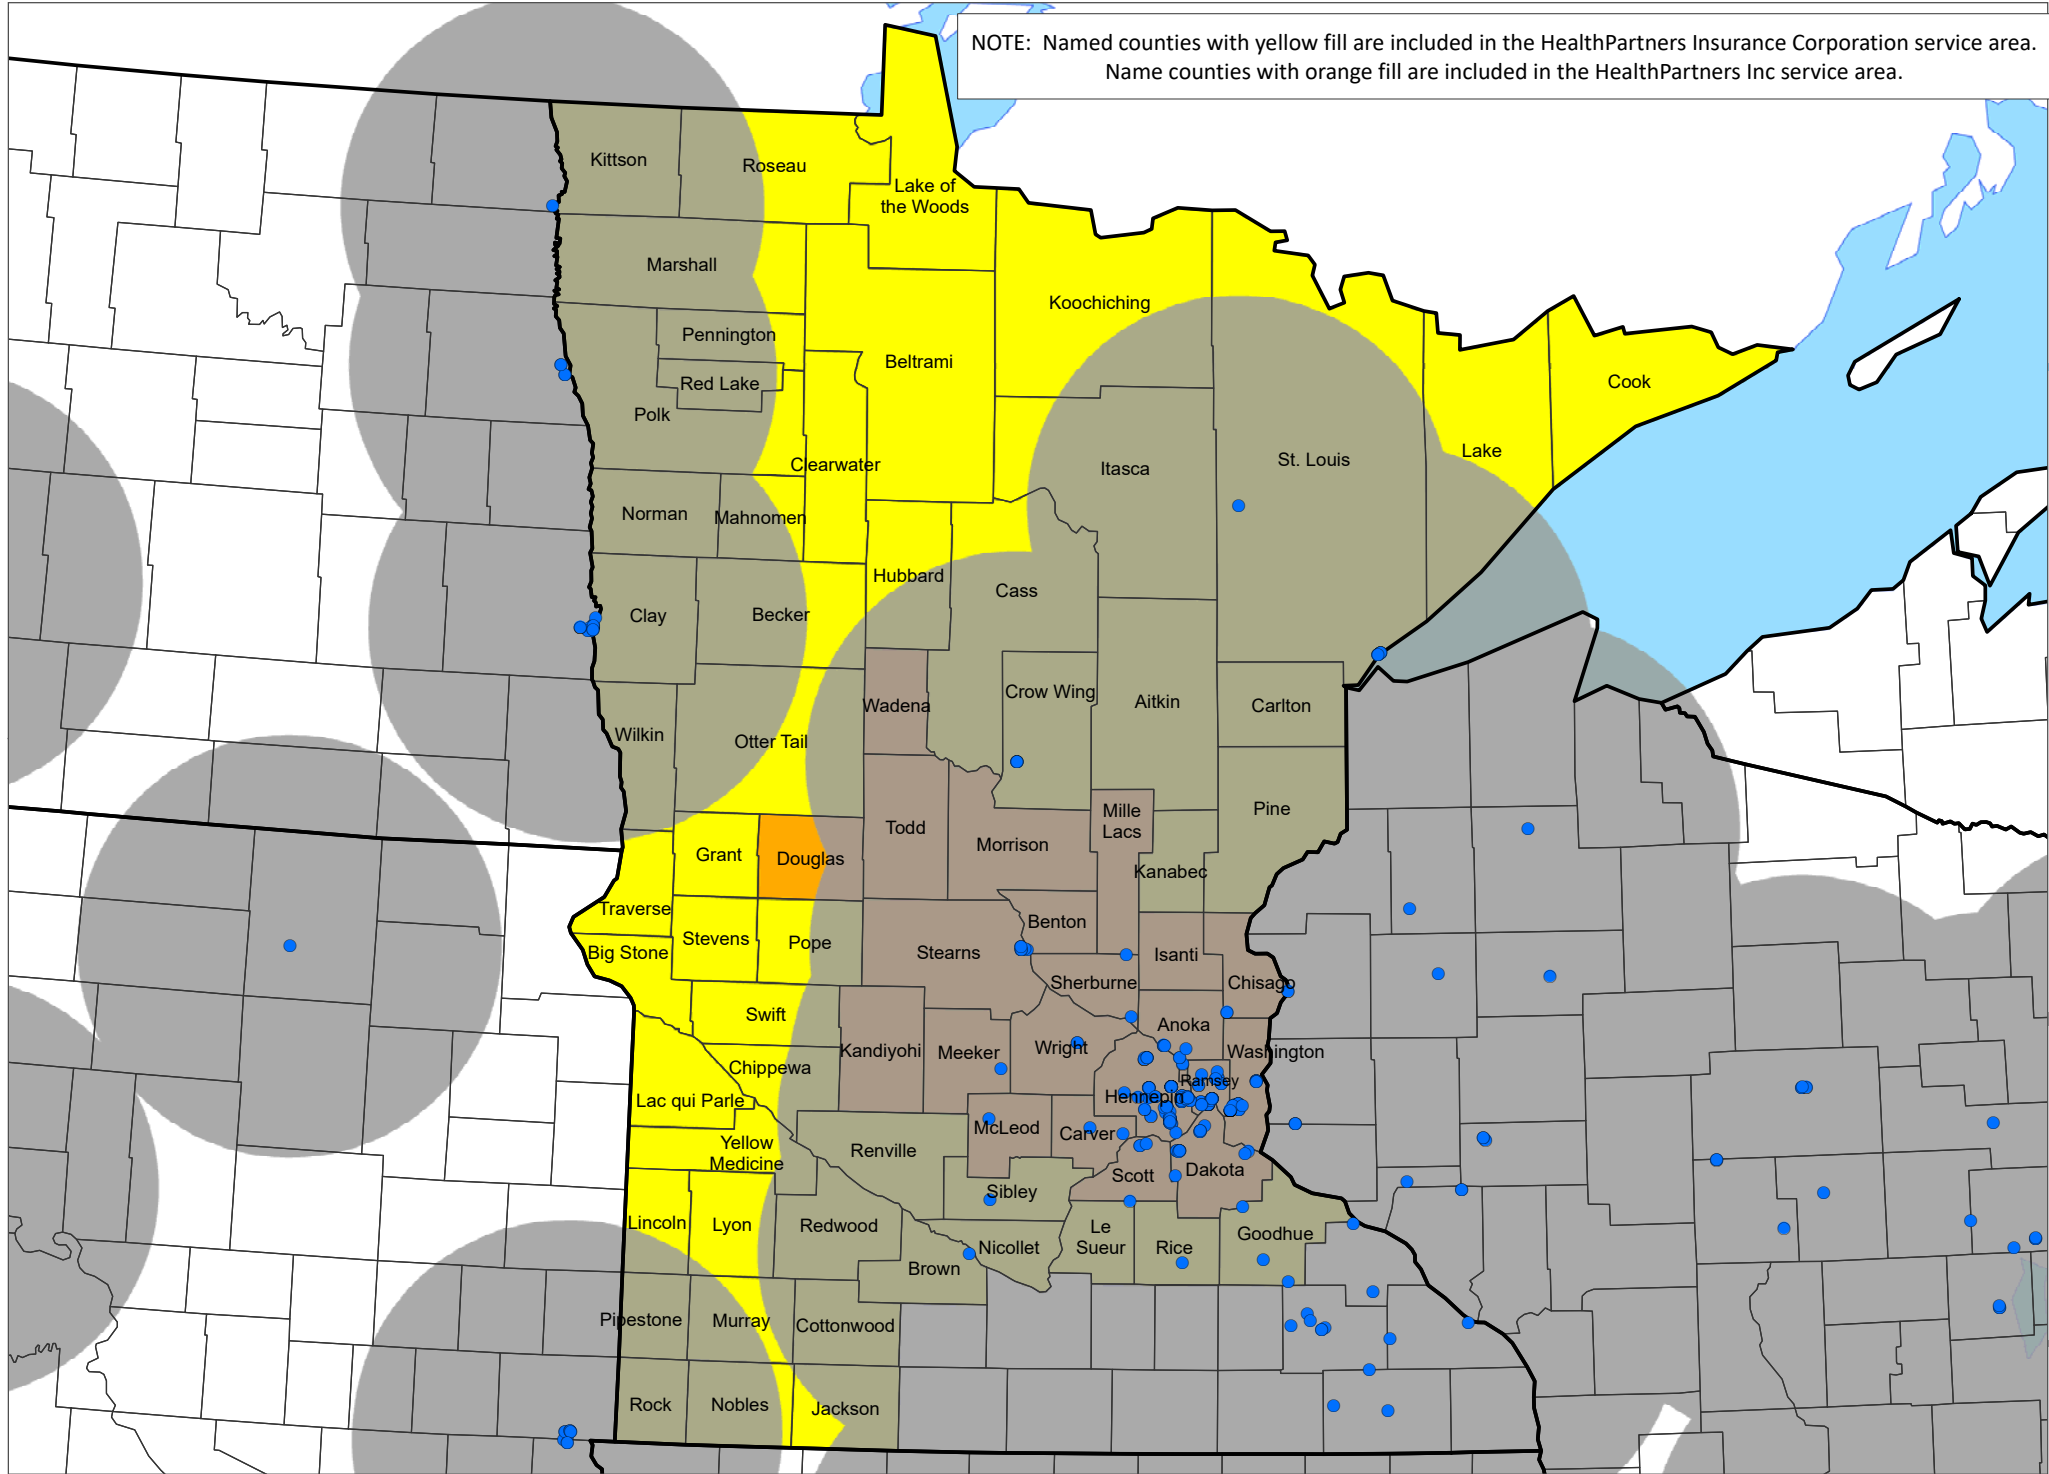 NOTE:  Named counties with yellow fill are included in the HealthPartners Insurance Corporation service area.
Name counties with orange fill are included in the HealthPartners Inc service area.
Kittson
Roseau
Lake of
the Woods
Marshall
Koochiching
Pennington
Beltrami
Red Lake
Cook
Polk
Lake
Clearwater
St. Louis
Itasca
Norman
Mahnomen
Hubbard
Cass
Clay
Becker
Crow Wing
Aitkin
Wadena
Carlton
Wilkin
Otter Tail
Mille
Lacs
Pine
Todd
Morrison
Grant
Douglas
Kanabec
Traverse
Benton
Stevens
Pope
Big Stone
Stearns
Isanti
Sherburne
Chisago
Swift
Anoka
Kandiyohi
Meeker
Wright
Washington
Chippewa
Ramsey
Lac qui Parle
Hennepin
McLeod
Carver
Yellow
Medicine
Renville
Scott
Dakota
Sibley
Lincoln
Lyon
Redwood
Le
Sueur
Rice
Goodhue
Nicollet
Brown
Pipestone
Murray
Cottonwood
Rock
Nobles
Jackson